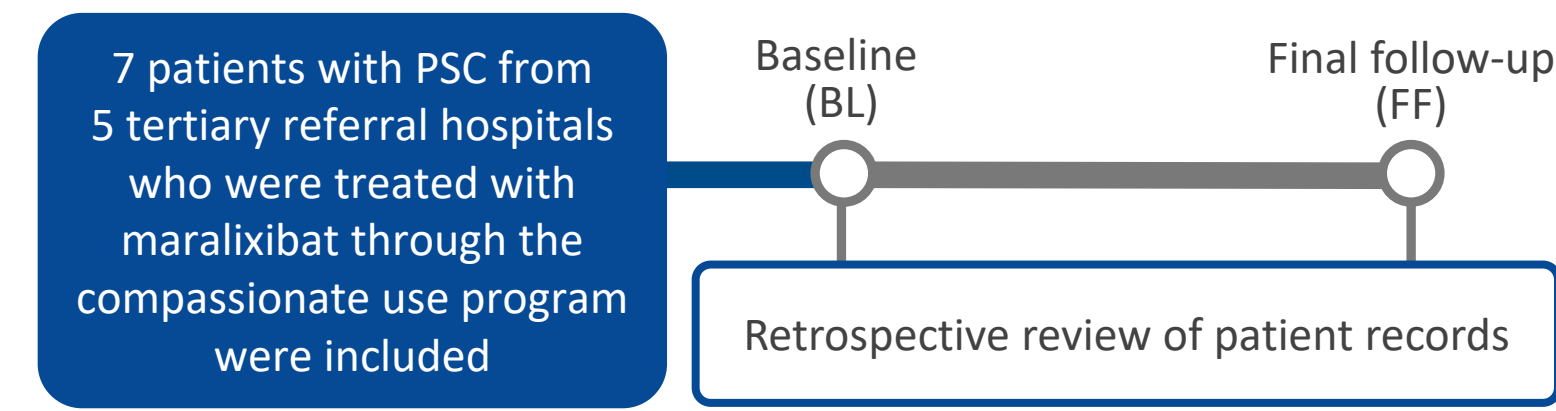 7 patients with PSC from
5 tertiary referral hospitals
who were treated with
maralixibat through the
compassionate use program
were included
Baseline
(BL)
Final follow-up
(FF)
Retrospective review of patient records